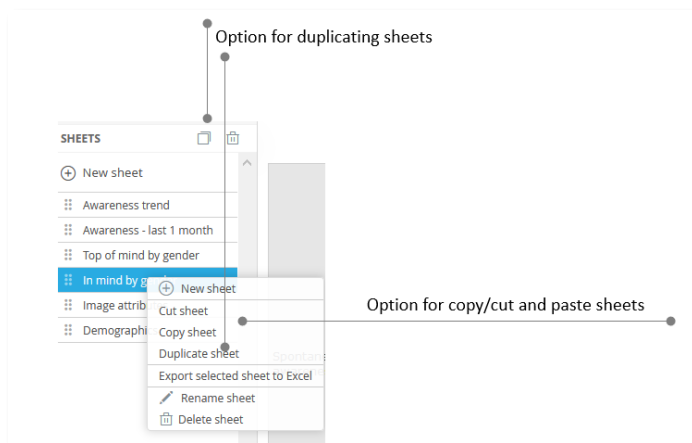 Option for duplicating sheets
SHEETS
New sheet
Awareness trend
Awareness - last 1 month
Top of mind by gender
In mind by
New sheet
Image attrib
Cut sheet
Option for copy/cut and paste sheets
Demographi
Copy sheet
Duplicate sheet
Export selected sheet to Excel
Rename sheet
Delete sheet